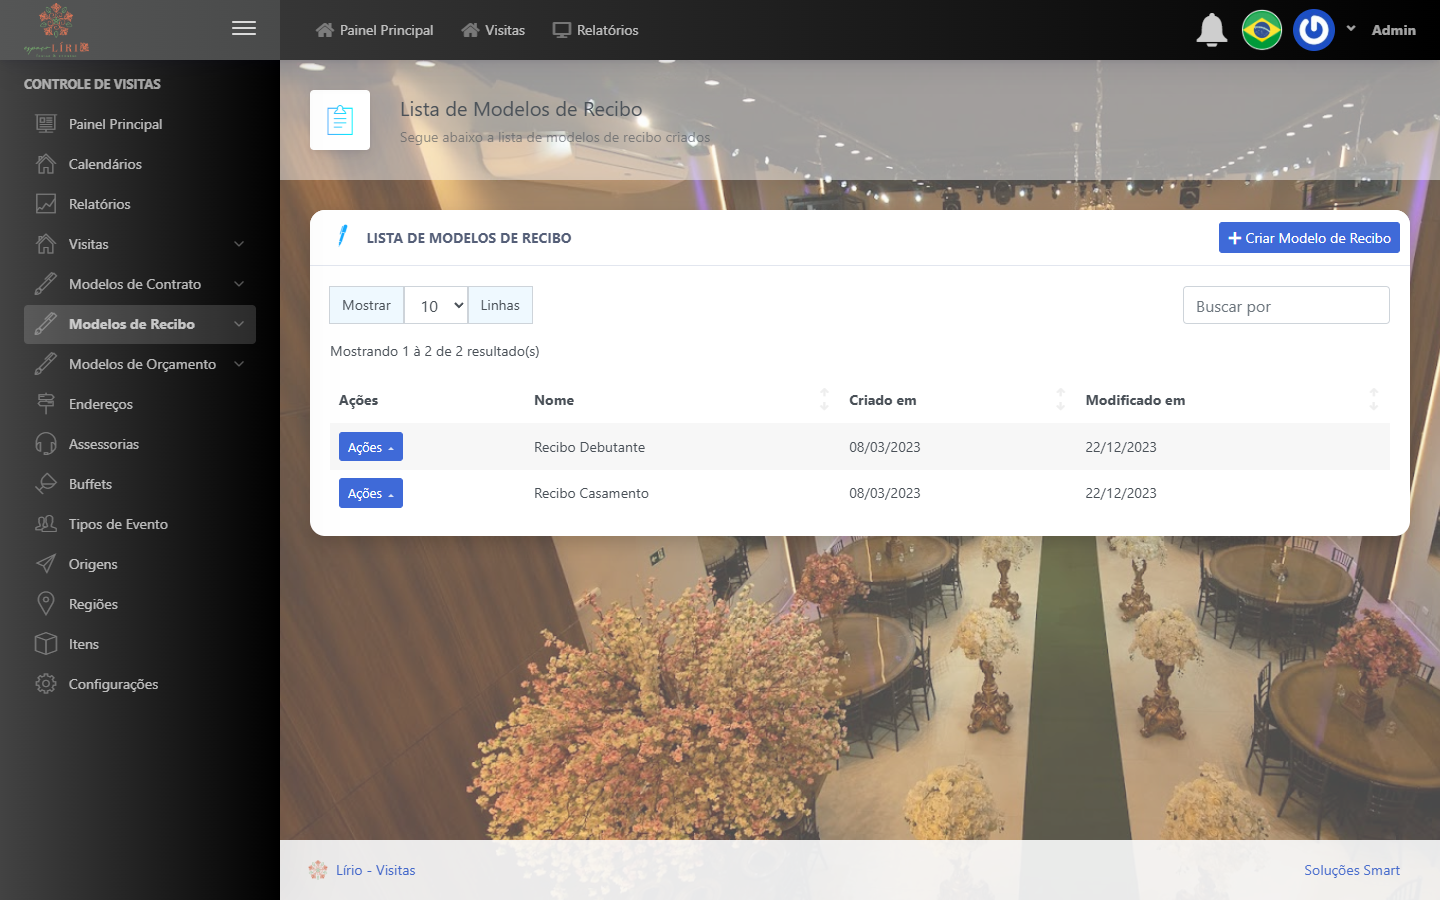 LÍRIO
Painel Principal
Visitas
Relatórios
Admin
CONTROLE DE VISITAS
Painel Principal
Calendários
Relatórios
Visitas
Modelos de Contrato
Modelos de Recibo
Modelos de Orçamento
Endereços
Assessorias
Buffets
Tipos de Evento
Origens
Regiões
Itens
Configurações
Lista de Modelos de Recibo
Segue abaixo a lista de modelos de recibo criados
LISTA DE MODELOS DE RECIBO
Criar Modelo de Recibo
Mostrar 10 Linhas
Buscar por
Mostrando 1 à 2 de 2 resultado(s)
Ações Nome Criado em Modificado em
Ações Recibo Debutante 08/03/2023 22/12/2023
Ações Recibo Casamento 08/03/2023 22/12/2023
Lírio - Visitas
Soluções Smart